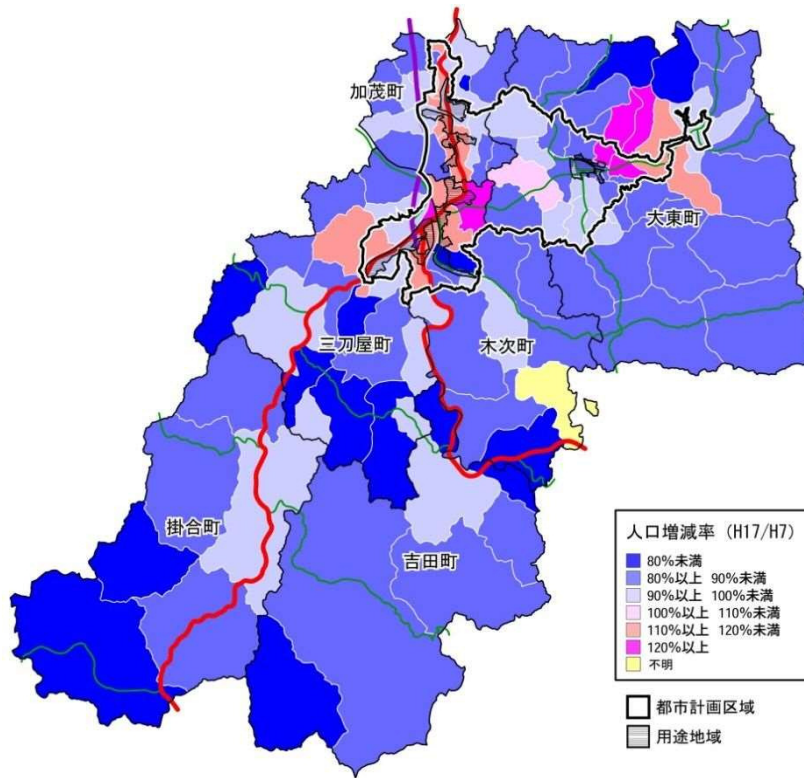 加茂町
大東町
三刀屋町
木次町
掛合町
吉田町
人口増減率 (H17/H7)
80%未満
80%以上 90%未満
90%以上 100%未満
100%以上 110%未満
110%以上 120%未満
120%以上
不明
都市計画区域
用途地域